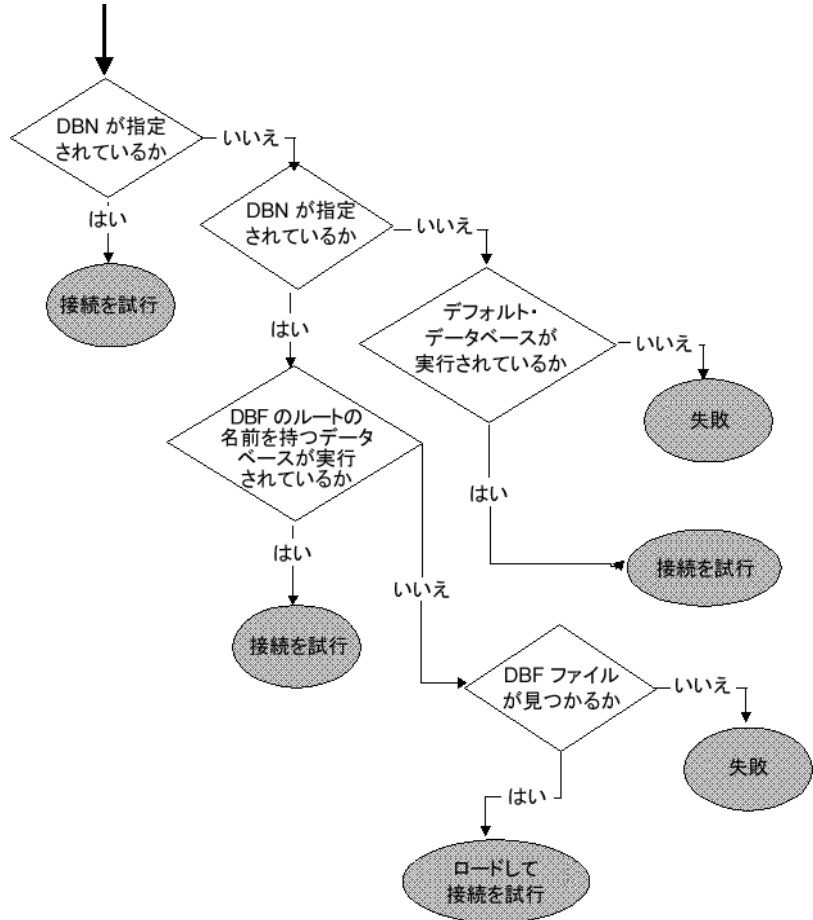 DBN が指定
されているか
いいえ
はい
接続を試行
DBN が指定
されているか
いいえ
はい
デフォルト・
データベースが
実行されているか
いいえ
失敗
はい
接続を試行
DBF のルートの
名前を持つデータ
ベースが実行
されているか
はい
接続を試行
いいえ
DBF ファイル
が見つかるか
いいえ
失敗
はい
ロードして
接続を試行